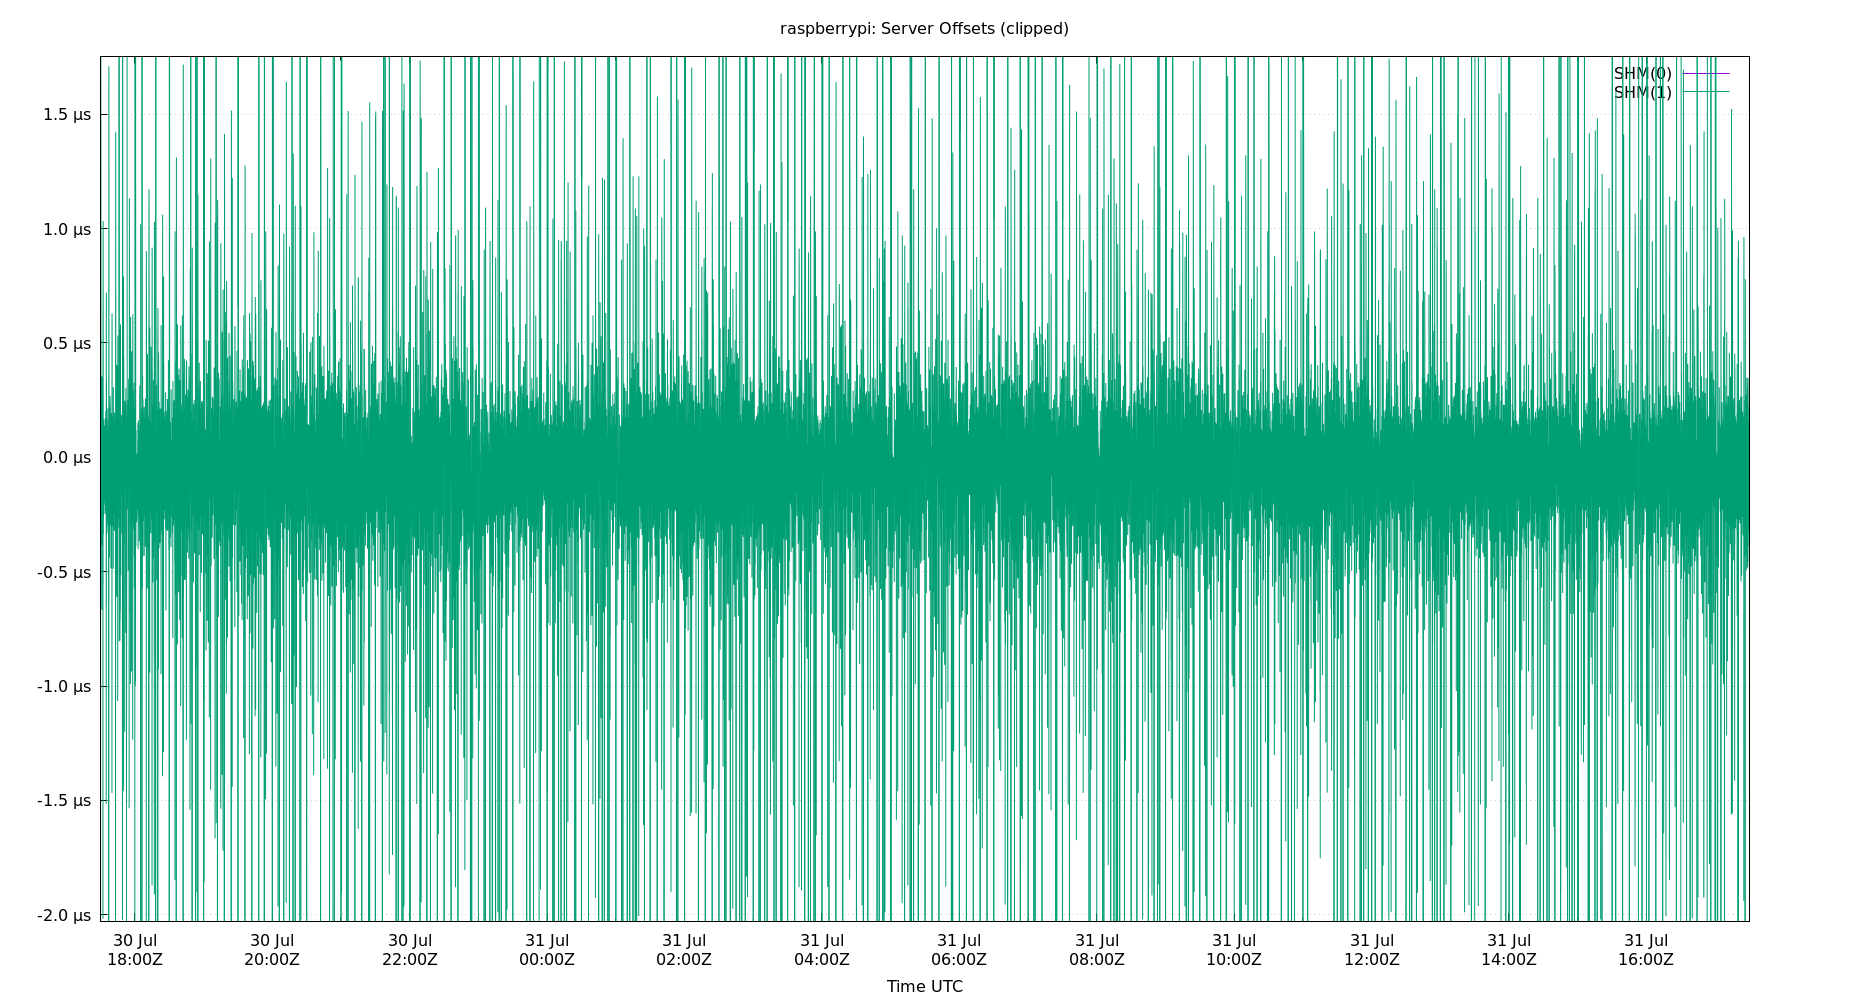 raspberrypi: Server Offsets (clipped)
SHM(0)
SHM(1)
1.5 µs
1.0 µs
0.5 µs
0.0 µs
-0.5 µs
-1.0 µs
-1.5 µs
-2.0 µs
30 Jul 30 Jul 30 Jul 31 Jul 31 Jul 31 Jul 31 Jul 31 Jul 31 Jul 31 Jul 31 Jul 31 Jul
18:00Z 20:00Z 22:00Z 00:00Z 02:00Z 04:00Z 06:00Z 08:00Z 10:00Z 12:00Z 14:00Z 16:00Z
Time UTC